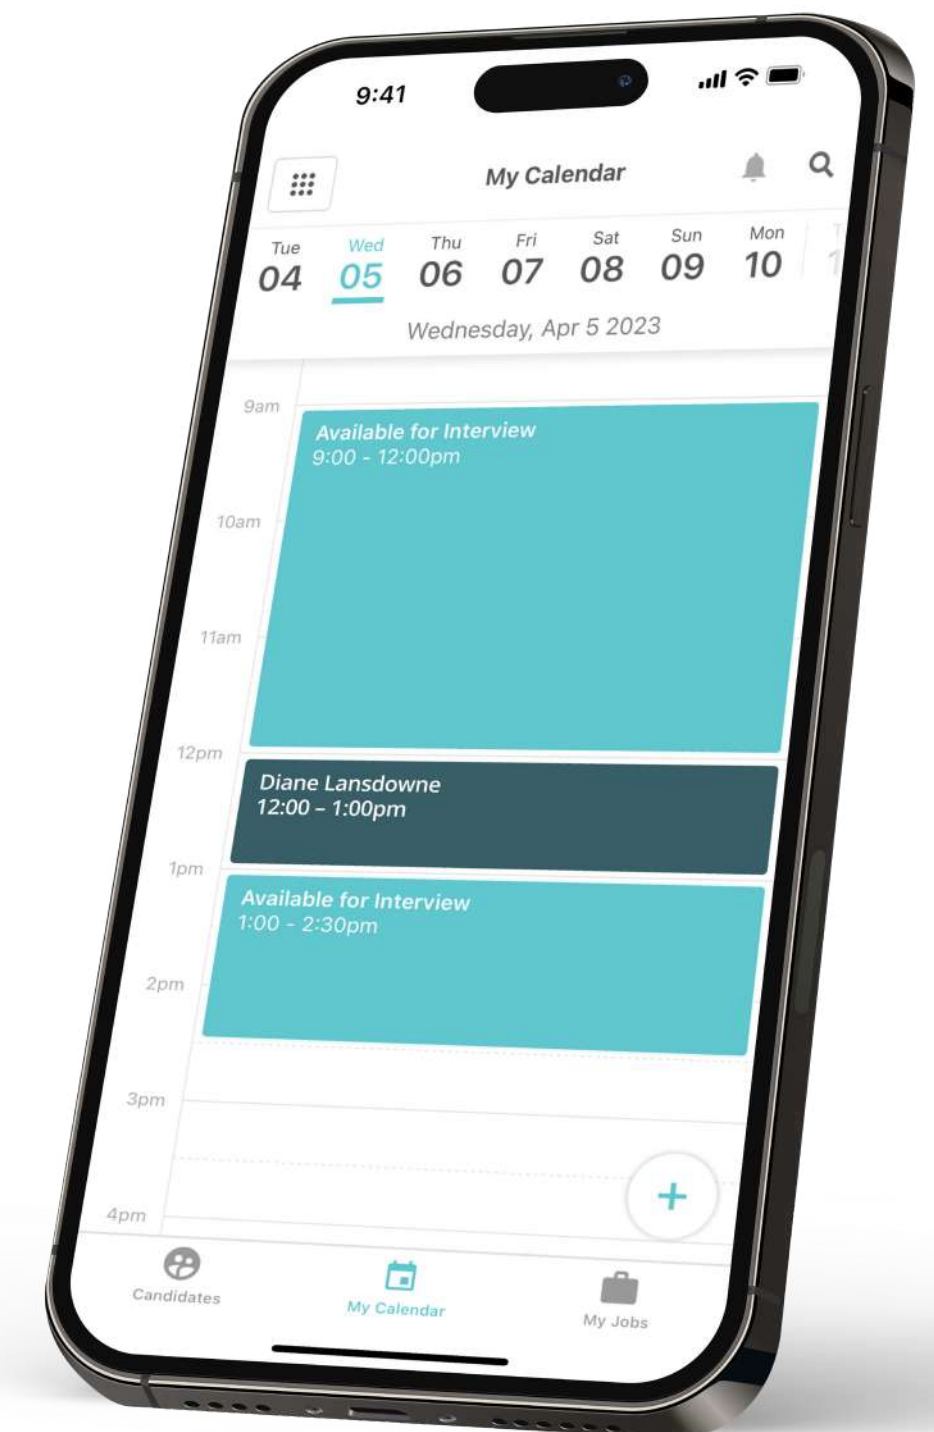 9:41
My Calendar
Tue Wed Thu Fri Sat Sun Mon
04 05 06 07 08 09 10
Wednesday, Apr 5 2023
9am
Available for Interview
9:00 - 12:00pm
10am
11am
12pm
Diane Lansdowne
12:00 – 1:00pm
1pm
Available for Interview
1:00 - 2:30pm
2pm
3pm
4pm
Candidates My Calendar My Jobs